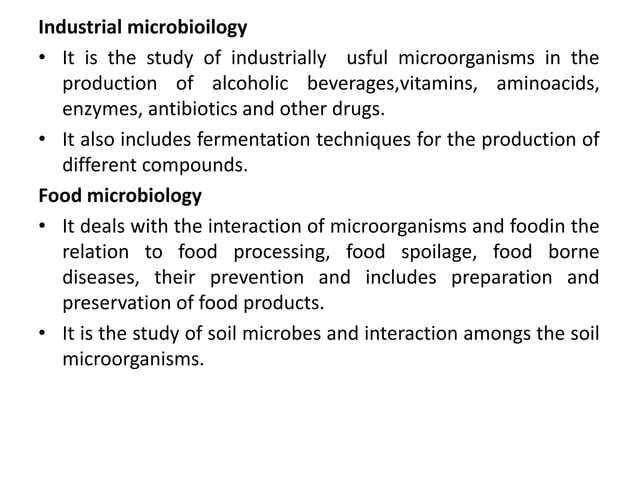 Industrial microbioilogy
• It is the study of industrially usful microorganisms in the
production of alcoholic beverages,vitamins, aminoacids,
enzymes, antibiotics and other drugs.
• It also includes fermentation techniques for the production of
different compounds.
Food microbiology
• It deals with the interaction of microorganisms and foodin the
relation to food processing, food spoilage, food borne
diseases, their prevention and includes preparation and
preservation of food products.
• It is the study of soil microbes and interaction amongs the soil
microorganisms.